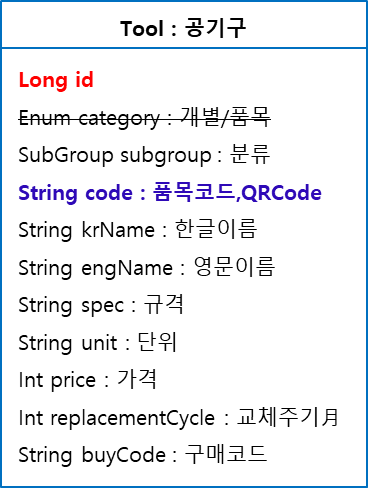 Tool : 공기구
Long id
Enum category : 개별/품목
SubGroup subgroup : 분류
String code : 품목코드,QRCode
String krName : 한글이름
String engName : 영문이름
String spec : 규격
String unit : 단위
Int price : 가격
Int replacementCycle : 교체주기月
String buyCode : 구매코드